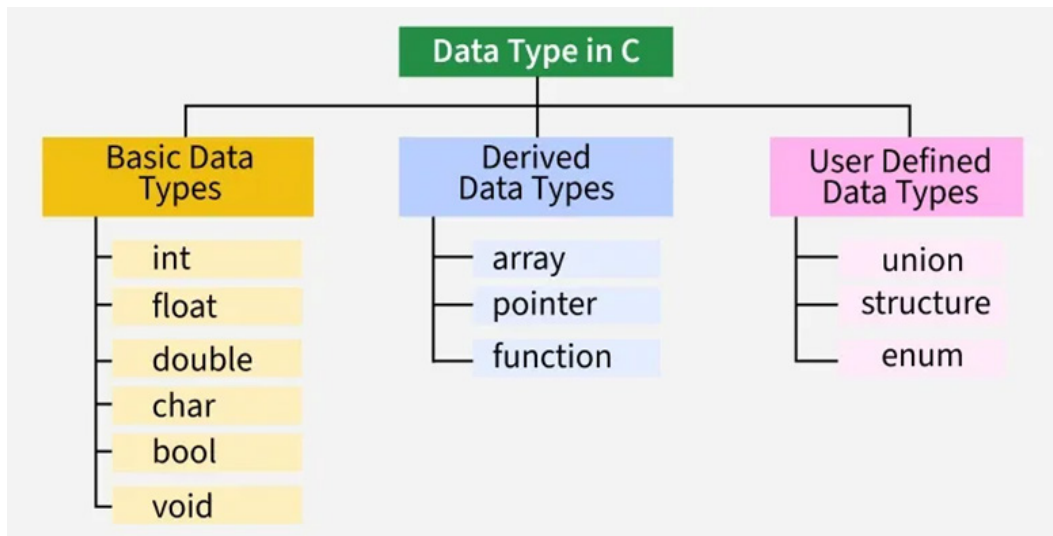 Data Type in C
Basic Data
Types
int
float
double
char
bool
void
Derived
Data Types
array
pointer
function
User Defined
Data Types
union
structure
enum